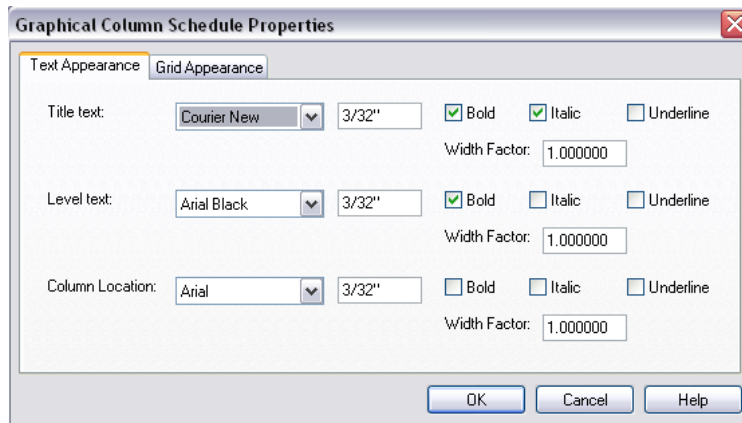 Graphical Column Schedule Properties
Text Appearance Grid Appearance
Title text: Courier New 3/32" Bold Italic Underline
Width Factor: 1.000000
Level text: Arial Black 3/32" Bold Italic Underline
Width Factor: 1.000000
Column Location: Arial 3/32" Bold Italic Underline
Width Factor: 1.000000
OK Cancel Help